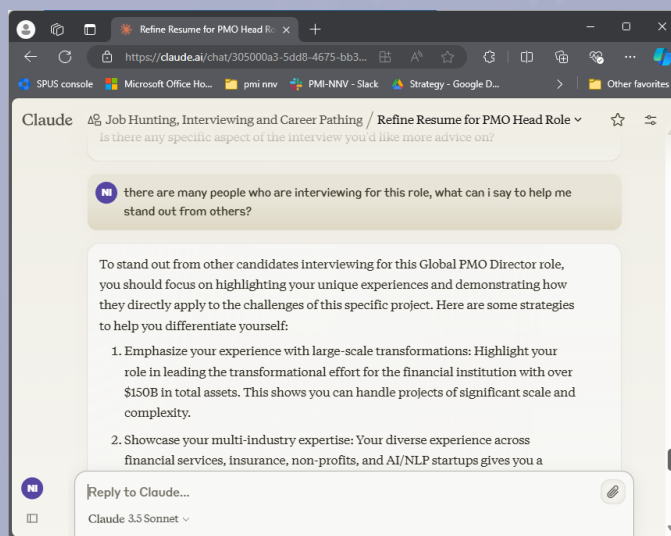 Refine Resume for PMO Head Ro
https://claude.ai/chat/305000a3-5dd8-4675-bb3...
SPUS console
Microsoft Office Ho...
pmi nnv
PMI-NNV - Slack
Strategy - Google D...
Other favorites
Claude
Job Hunting, Interviewing and Career Pathing / Refine Resume for PMO Head Role
Is there any specific aspect of the interview you'd like more advice on?
NI
there are many people who are interviewing for this role, what can i say to help me
stand out from others?
To stand out from other candidates interviewing for this Global PMO Director role,
you should focus on highlighting your unique experiences and demonstrating how
they directly apply to the challenges of this specific project. Here are some strategies
to help you differentiate yourself:
1. Emphasize your experience with large-scale transformations: Highlight your
role in leading the transformational effort for the financial institution with over
$150B in total assets. This shows you can handle projects of significant scale and
complexity.
2. Showcase your multi-industry expertise: Your diverse experience across
financial services, insurance, non-profits, and AI/NLP startups gives you a
NI
Reply to Claude...
Claude 3.5 Sonnet